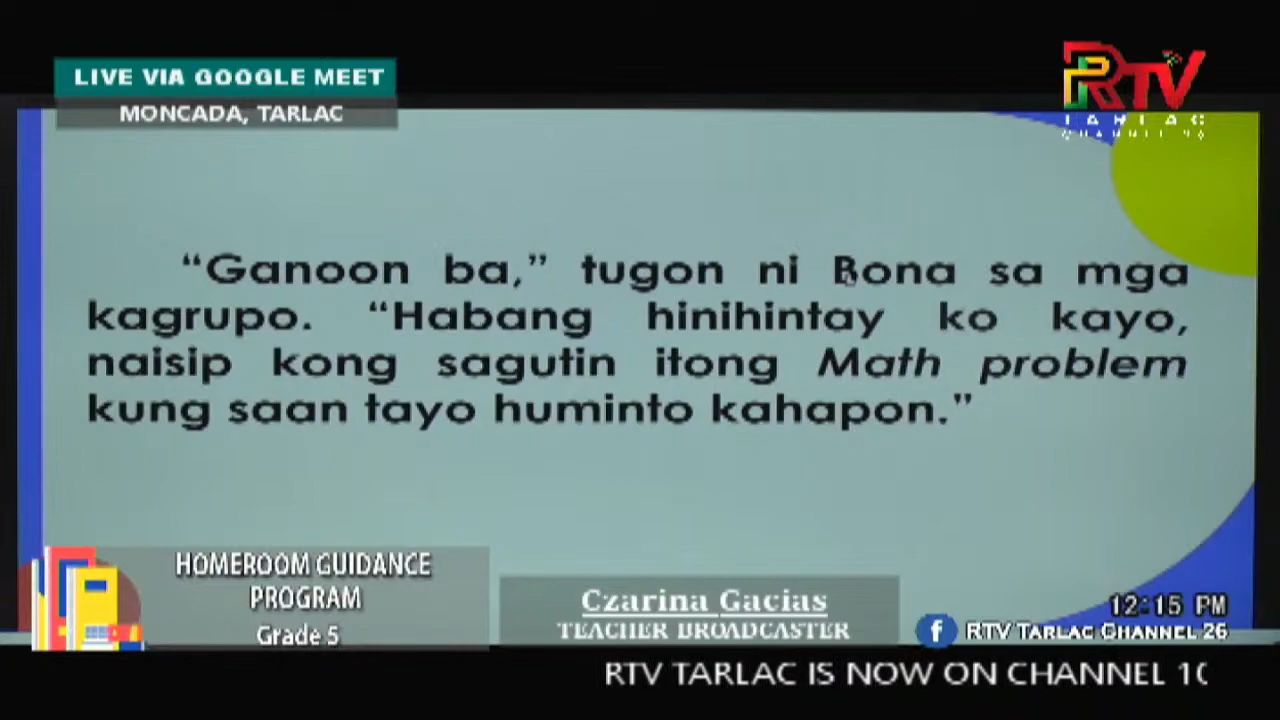 LIVE VIA GOOGLE MEET
MONCADA, TARLAC
RTV
TARLAC
CHANNEL 26
“Ganoon ba,” tugon ni Bona sa mga
kagrupo. “Habang hinihintay ko kayo,
naisip kong sagutin itong Math problem
kung saan tayo huminto kahapon.”
HOMEROOM GUIDANCE
PROGRAM
Grade 5
Czarina Gacias
TEACHER BROADCASTER
12:15 PM
f RTV TARLAC CHANNEL 26
RTV TARLAC IS NOW ON CHANNEL